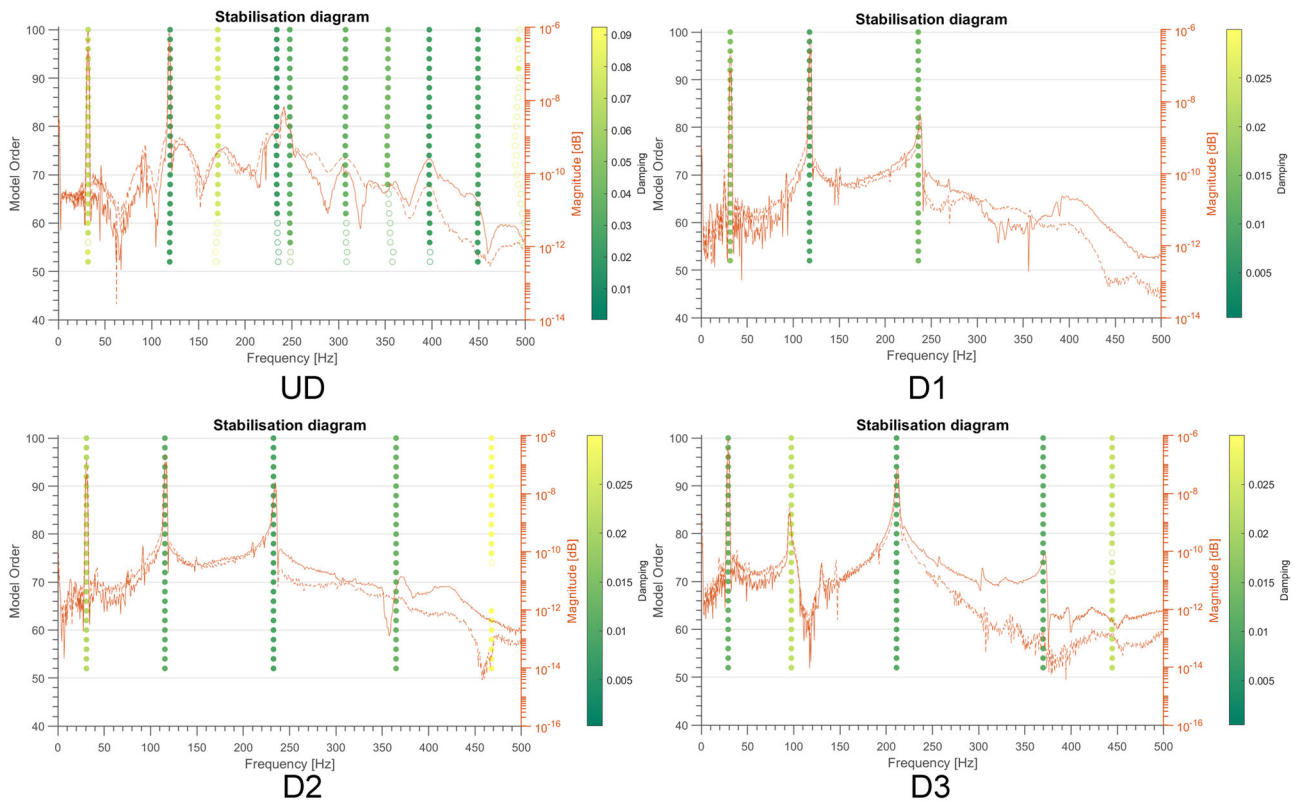 Stabilisation diagram
100
90
80
70
60
50
40
Model Order
0 50 100 150 200 250 300 350 400 450 500
Frequency [Hz]
10-6
10-8
10-10
10-12
10-14
Magnitude [dB]
0.09
0.08
0.07
0.06
0.05
0.04
0.03
0.02
0.01
Damping
UD
Stabilisation diagram
100
90
80
70
60
50
40
Model Order
0 50 100 150 200 250 300 350 400 450 500
Frequency [Hz]
10-6
10-8
10-10
10-12
10-14
Magnitude [dB]
0.025
0.02
0.015
0.01
0.005
Damping
D1
Stabilisation diagram
100
90
80
70
60
50
40
Model Order
0 50 100 150 200 250 300 350 400 450 500
Frequency [Hz]
10-6
10-8
10-10
10-12
10-14
10-16
Magnitude [dB]
0.025
0.02
0.015
0.01
0.005
Damping
D2
Stabilisation diagram
100
90
80
70
60
50
40
Model Order
0 50 100 150 200 250 300 350 400 450 500
Frequency [Hz]
10-6
10-8
10-10
10-12
10-14
10-16
Magnitude [dB]
0.025
0.02
0.015
0.01
0.005
Damping
D3